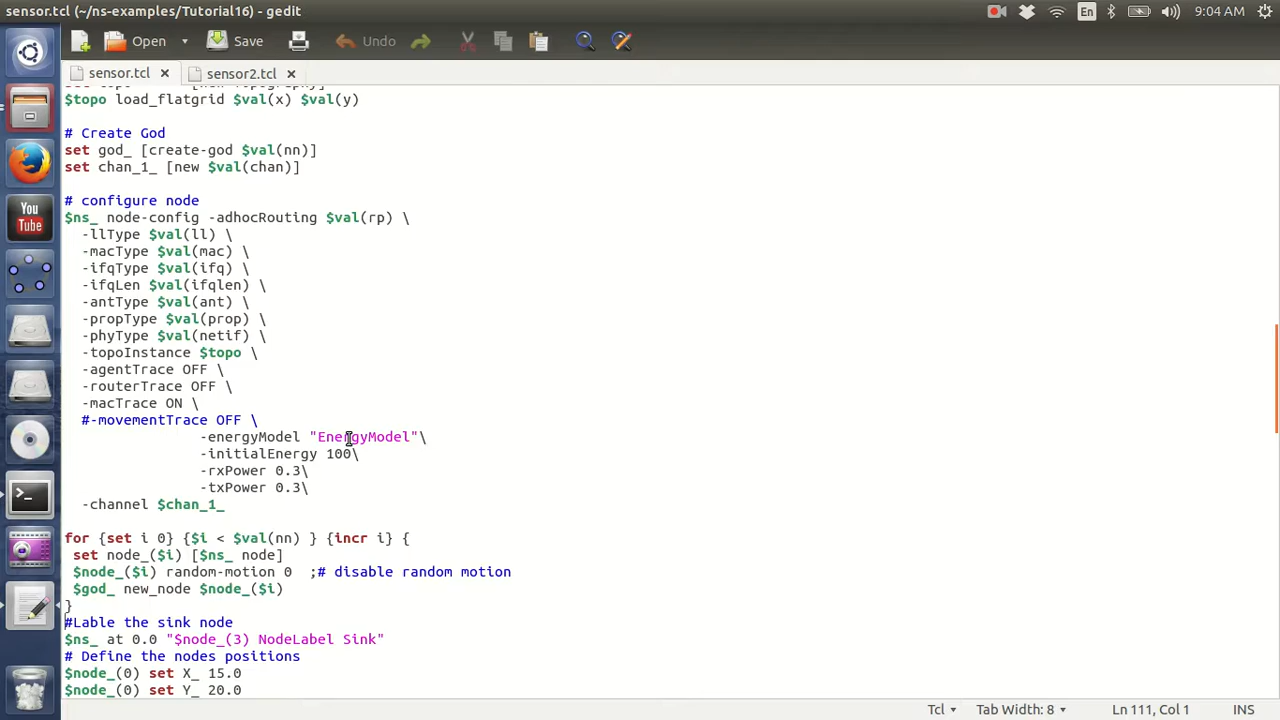 sensor.tcl (~/ns-examples/Tutorial16) - gedit
En
9:04 AM
Open
Save
Undo
sensor.tcl
sensor2.tcl
$topo load_flatgrid $val(x) $val(y)
# Create God
set god_ [create-god $val(nn)]
set chan_1_ [new $val(chan)]
# configure node
$ns_ node-config -adhocRouting $val(rp) \
-llType $val(ll) \
-macType $val(mac) \
-ifqType $val(ifq) \
-ifqLen $val(ifqlen) \
-antType $val(ant) \
-propType $val(prop) \
-phyType $val(netif) \
-topoInstance $topo \
-agentTrace OFF \
-routerTrace OFF \
-macTrace ON \
#-movementTrace OFF \
-energyModel "EnergyModel"\
-initialEnergy 100\
-rxPower 0.3\
-txPower 0.3\
-channel $chan_1_
for {set i 0} {$i < $val(nn) } {incr i} {
set node_($i) [$ns_ node]
$node_($i) random-motion 0 ;# disable random motion
$god_ new_node $node_($i)
}
#Lable the sink node
$ns_ at 0.0 "$node_(3) NodeLabel Sink"
# Define the nodes positions
$node_(0) set X_ 15.0
$node_(0) set Y_ 20.0
You
Tube
Tcl
Tab Width: 8
Ln 111, Col 1
INS